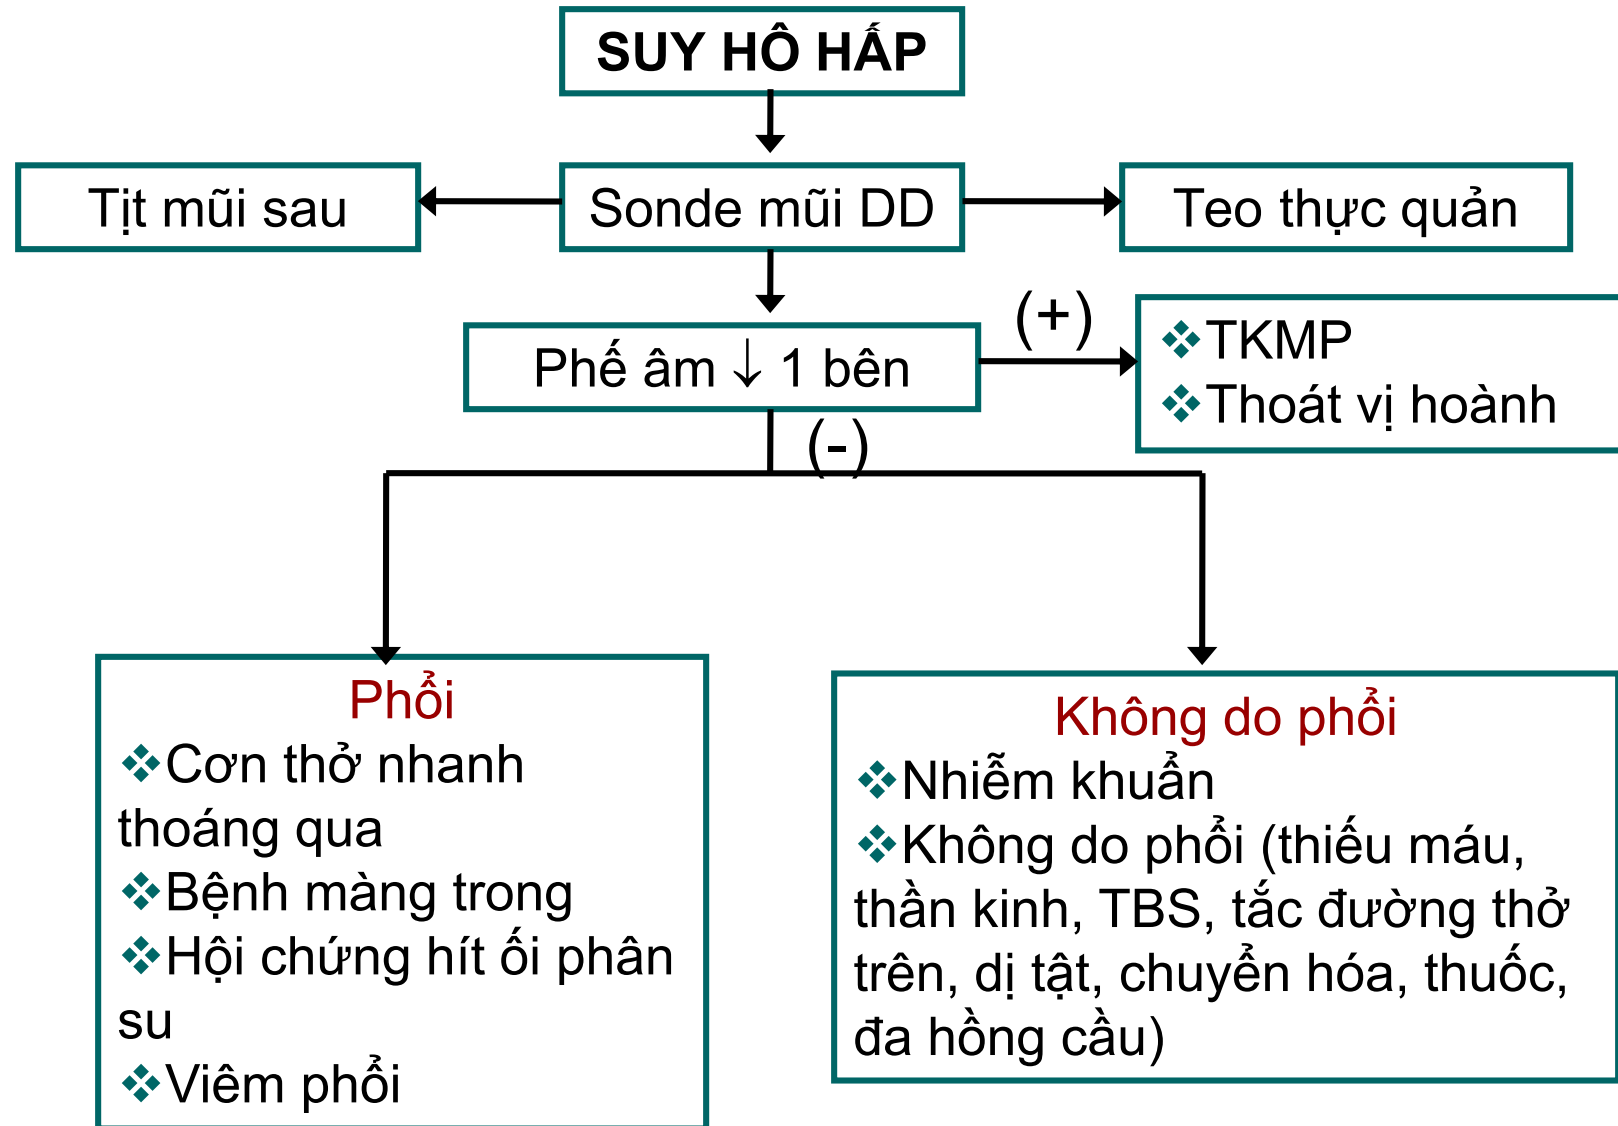 SUY HÔ HẤP
Tịt mũi sau
Sonde mũi DD
Teo thực quản
Phế âm ↓ 1 bên
(+)
❖TKMP
❖Thoát vị hoành
(-)
Phổi
❖Cơn thở nhanh
thoáng qua
❖Bệnh màng trong
❖Hội chứng hít ối phân
su
❖Viêm phổi
Không do phổi
❖Nhiễm khuẩn
❖Không do phổi (thiếu máu,
thần kinh, TBS, tắc đường thở
trên, dị tật, chuyển hóa, thuốc,
đa hồng cầu)